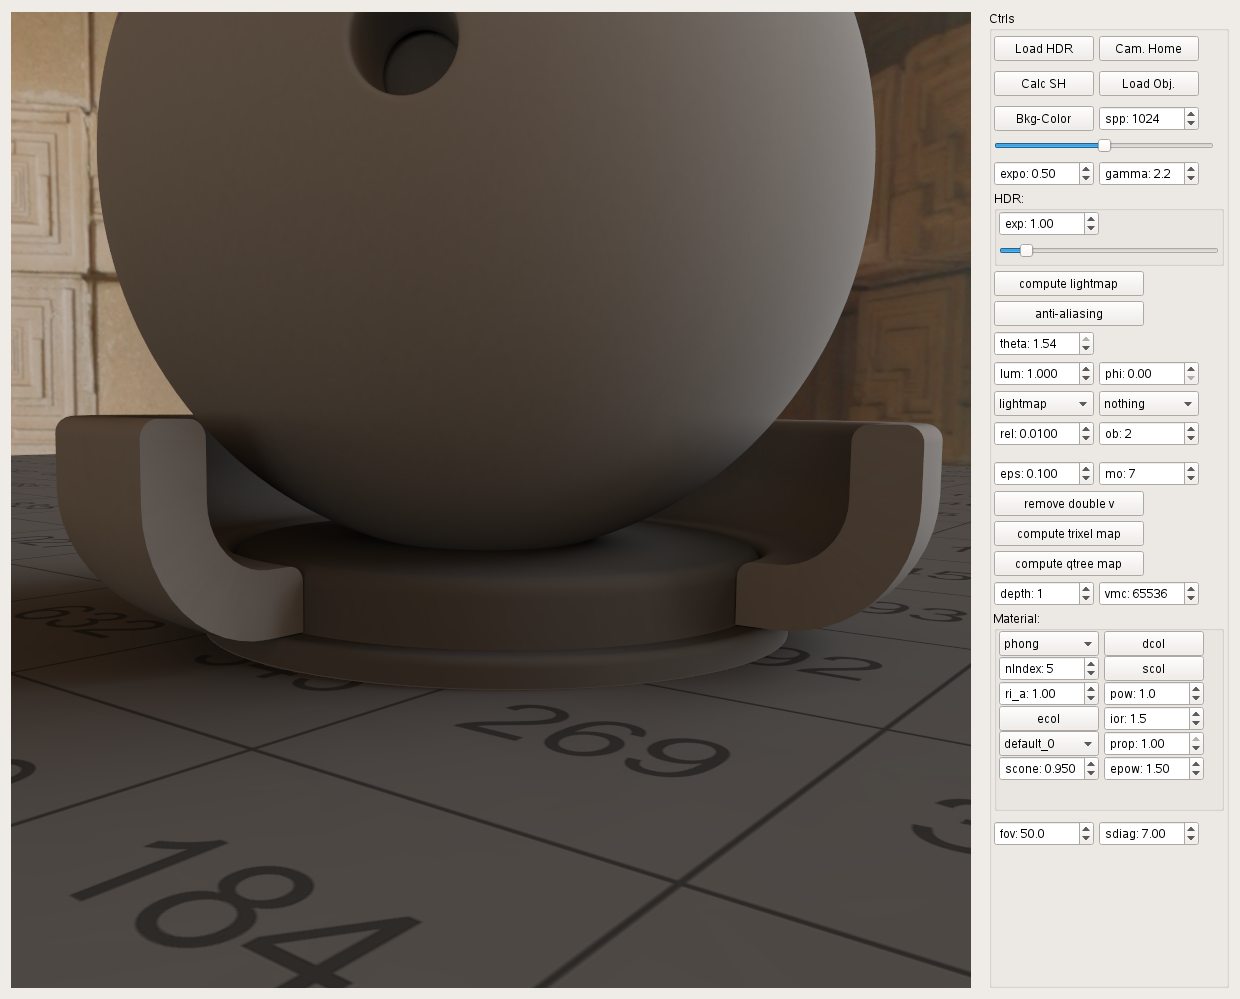 Ctrls
Load HDR Cam. Home
Calc SH Load Obj.
Bkg-Color spp: 1024
expo: 0.50 gamma: 2.2
HDR:
exp: 1.00
compute lightmap
anti-aliasing
theta: 1.54
lum: 1.000 phi: 0.00
lightmap nothing
rel: 0.0100 ob: 2
eps: 0.100 mo: 7
remove double v
compute trixel map
compute qtree map
depth: 1 vmc: 65536
Material:
phong dcol
nIndex: 5 scol
ri_a: 1.00 pow: 1.0
ecol ior: 1.5
default_0 prop: 1.00
scone: 0.950 epow: 1.50
fov: 50.0 sdiag: 7.00
632
92
93
269
184